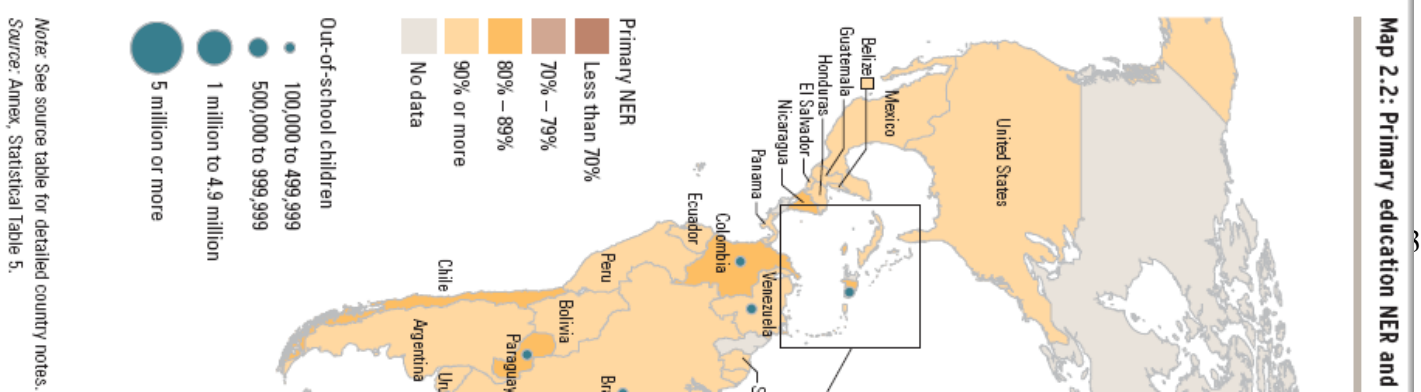 Map 2.2: Primary education NER and
United States
Mexico
Belize
Guatemala
Honduras
El Salvador
Nicaragua
Panama
Venezuela
Colombia
Ecuador
Peru
Bolivia
Paraguay
Chile
Argentina
Primary NER
Less than 70%
70% – 79%
80% – 89%
90% or more
No data
Out-of-school children
100,000 to 499,999
500,000 to 999,999
1 million to 4.9 million
5 million or more
Note: See source table for detailed country notes.
Source: Annex, Statistical Table 5.